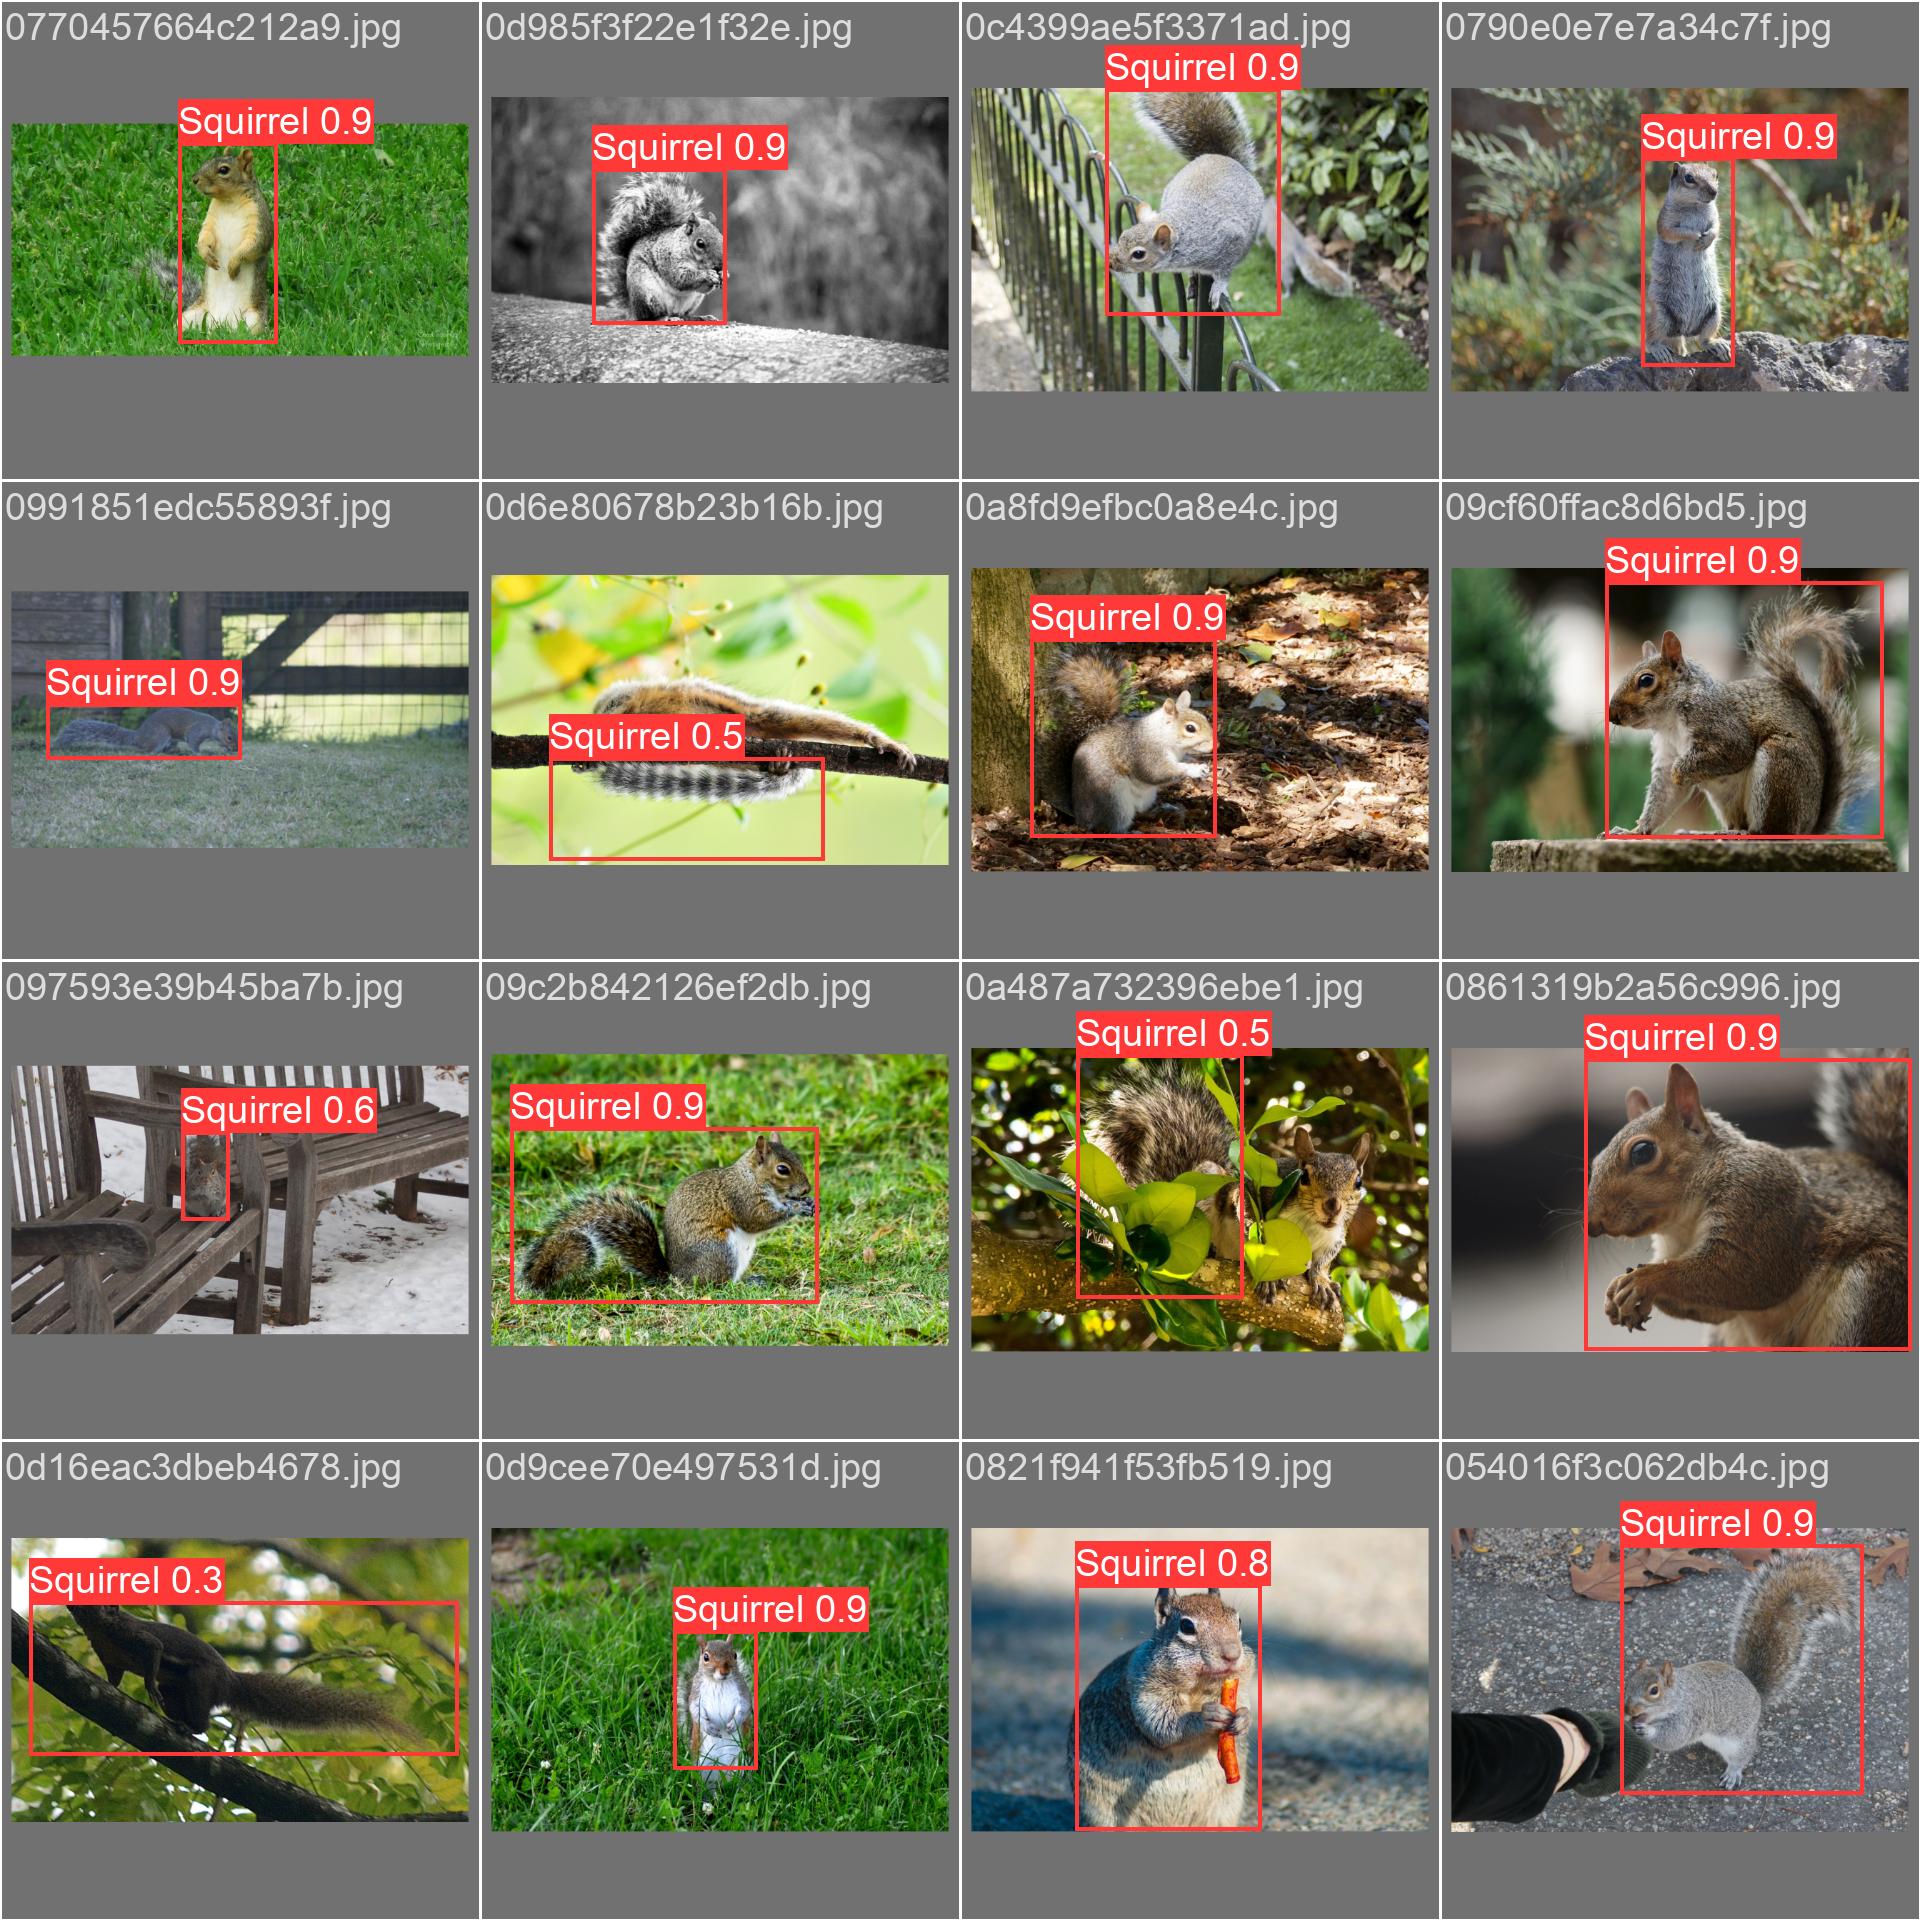 0770457664c212a9.jpg
Squirrel 0.9
0d985f3f22e1f32e.jpg
Squirrel 0.9
0c4399ae5f3371ad.jpg
Squirrel 0.9
0790e0e7e7a34c7f.jpg
Squirrel 0.9
0991851edc55893f.jpg
Squirrel 0.9
0d6e80678b23b16b.jpg
Squirrel 0.5
0a8fd9efbc0a8e4c.jpg
Squirrel 0.9
09cf60ffac8d6bd5.jpg
Squirrel 0.9
097593e39b45ba7b.jpg
Squirrel 0.6
09c2b842126ef2db.jpg
Squirrel 0.9
0a487a732396ebe1.jpg
Squirrel 0.5
0861319b2a56c996.jpg
Squirrel 0.9
0d16eac3dbeb4678.jpg
Squirrel 0.3
0d9cee70e497531d.jpg
Squirrel 0.9
0821f941f53fb519.jpg
Squirrel 0.8
054016f3c062db4c.jpg
Squirrel 0.9